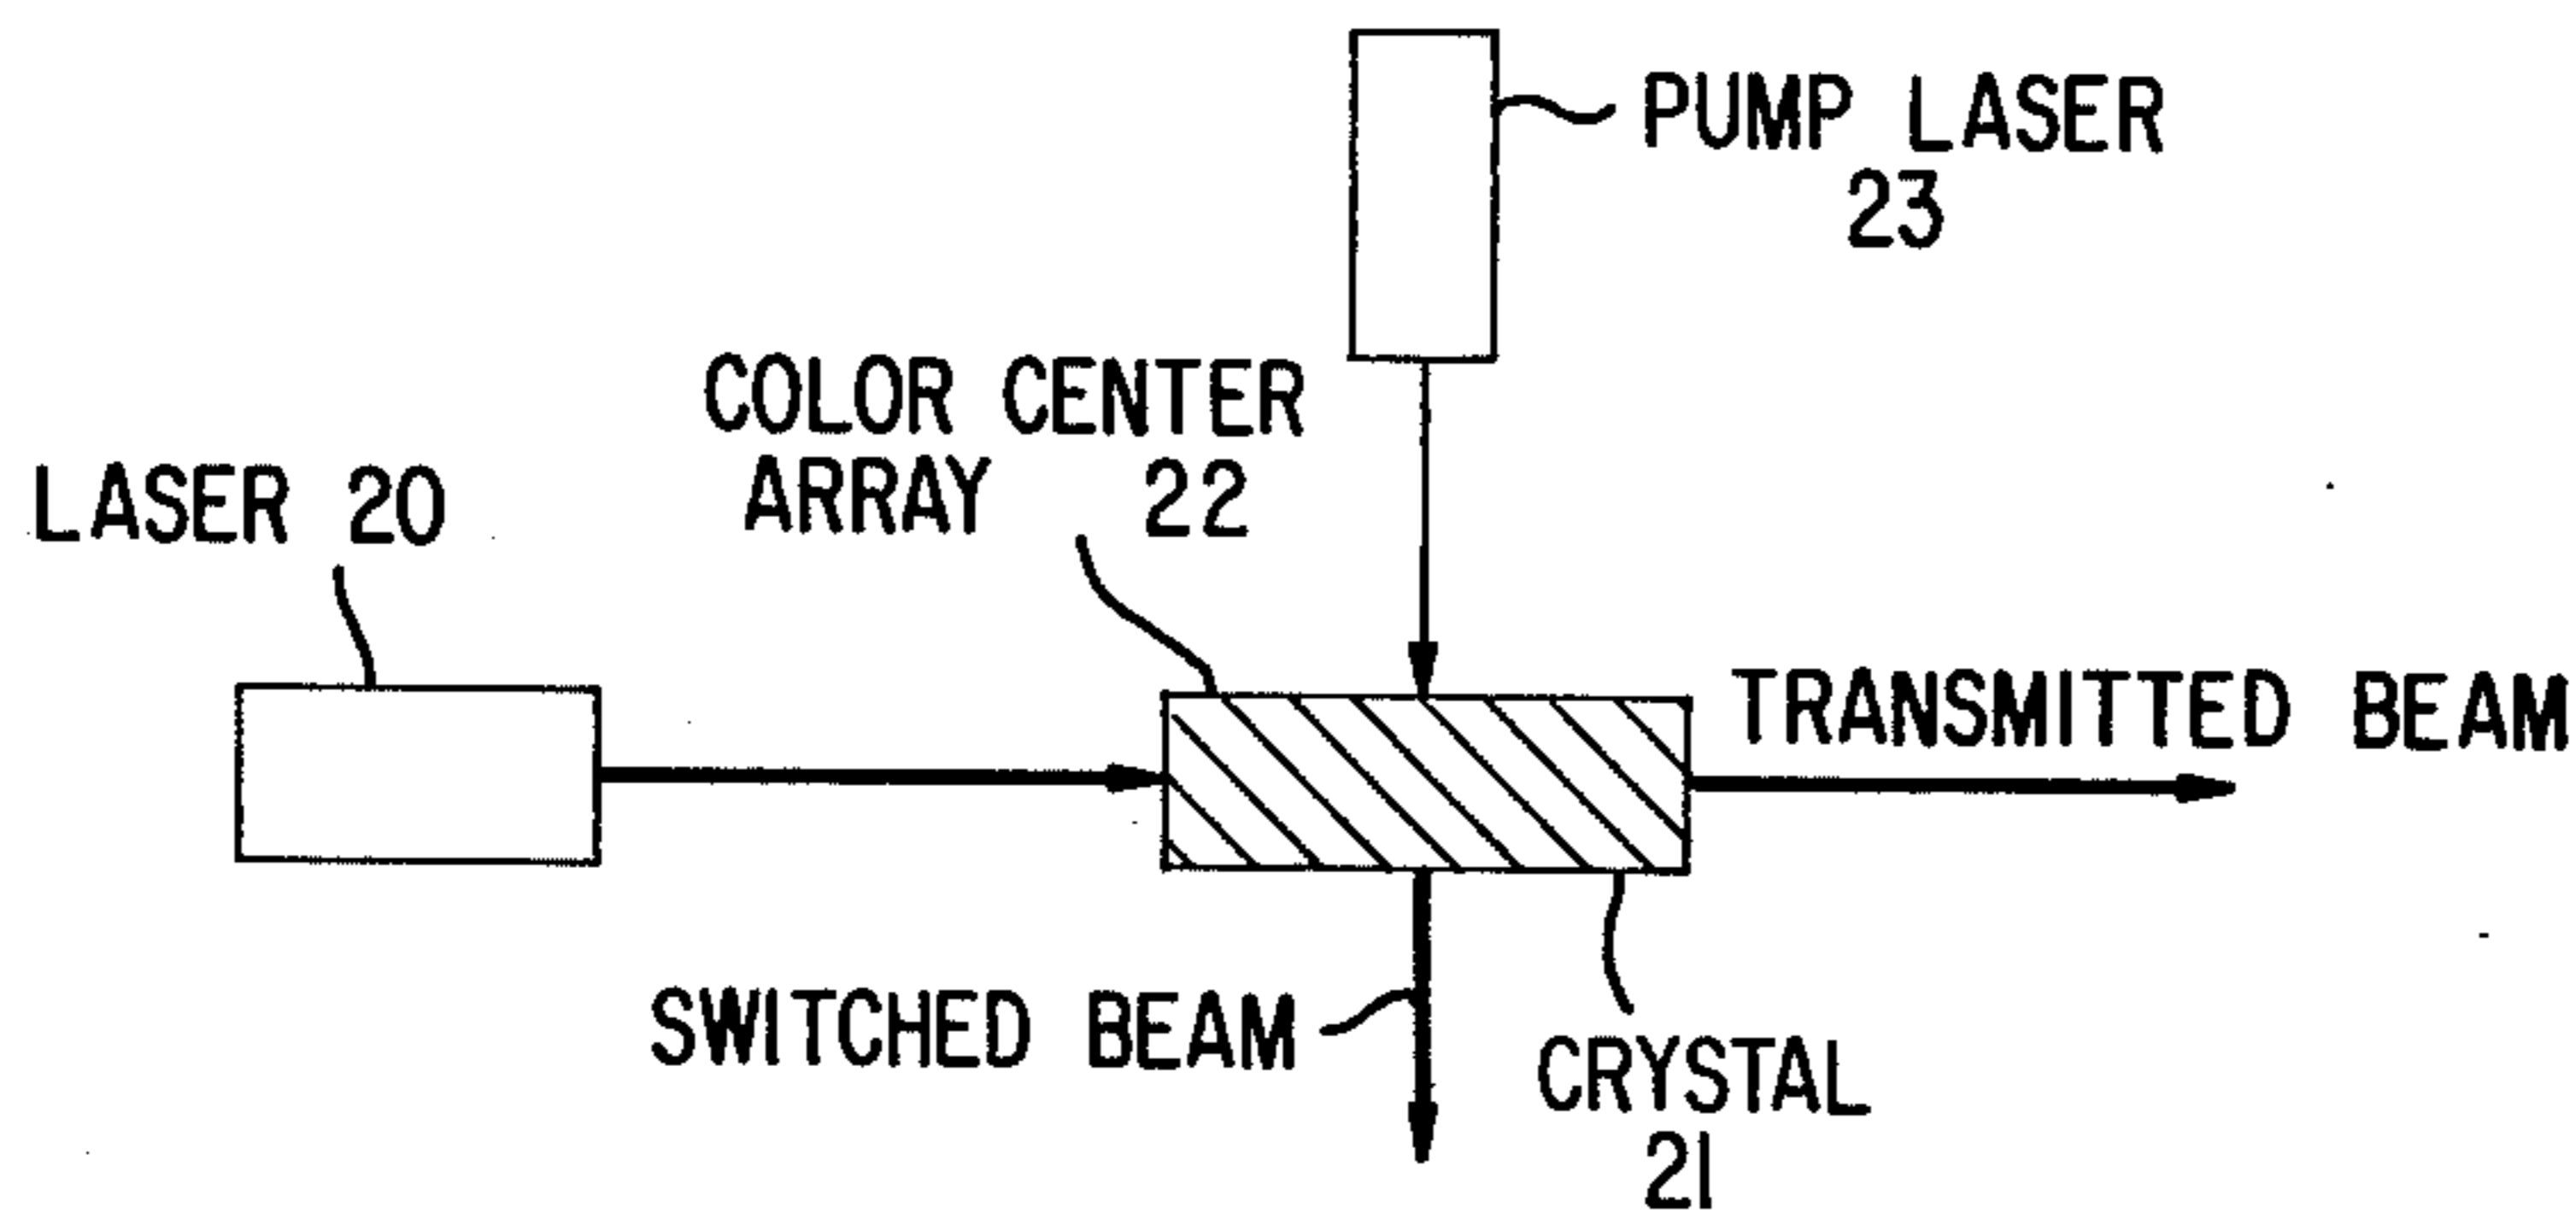 PUMP LASER
23
COLOR CENTER
ARRAY 22
LASER 20
TRANSMITTED BEAM
SWITCHED BEAM
CRYSTAL
21